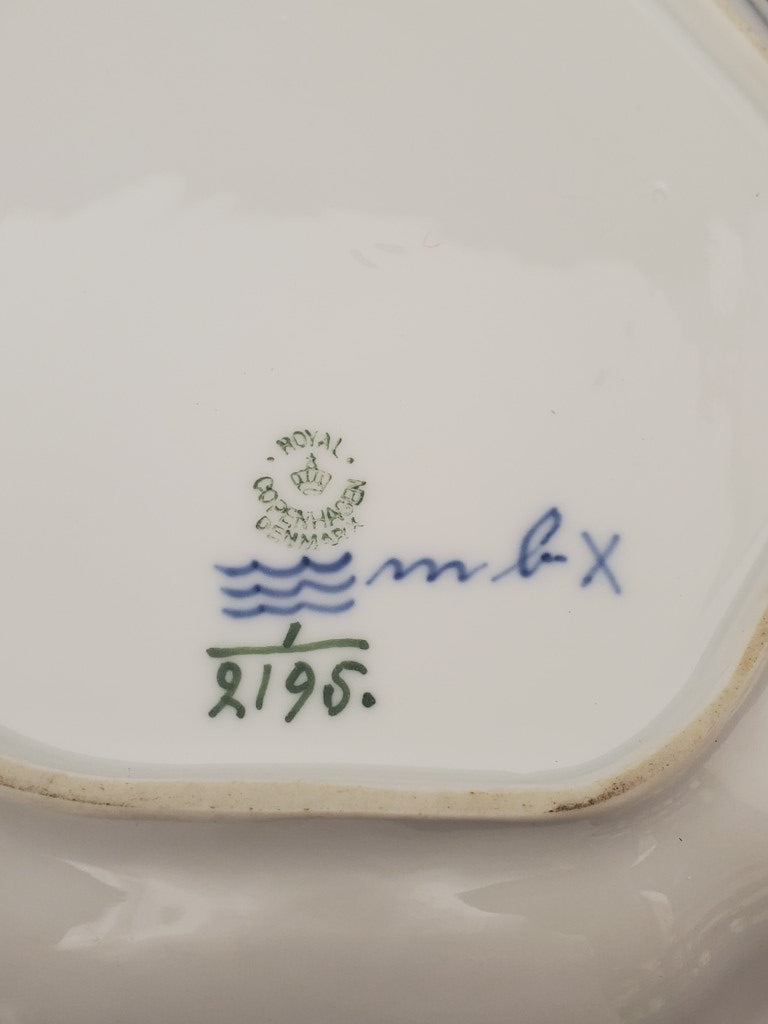 ROYAL
COPENHAGEN
DENMARK
m b x
1
2195.